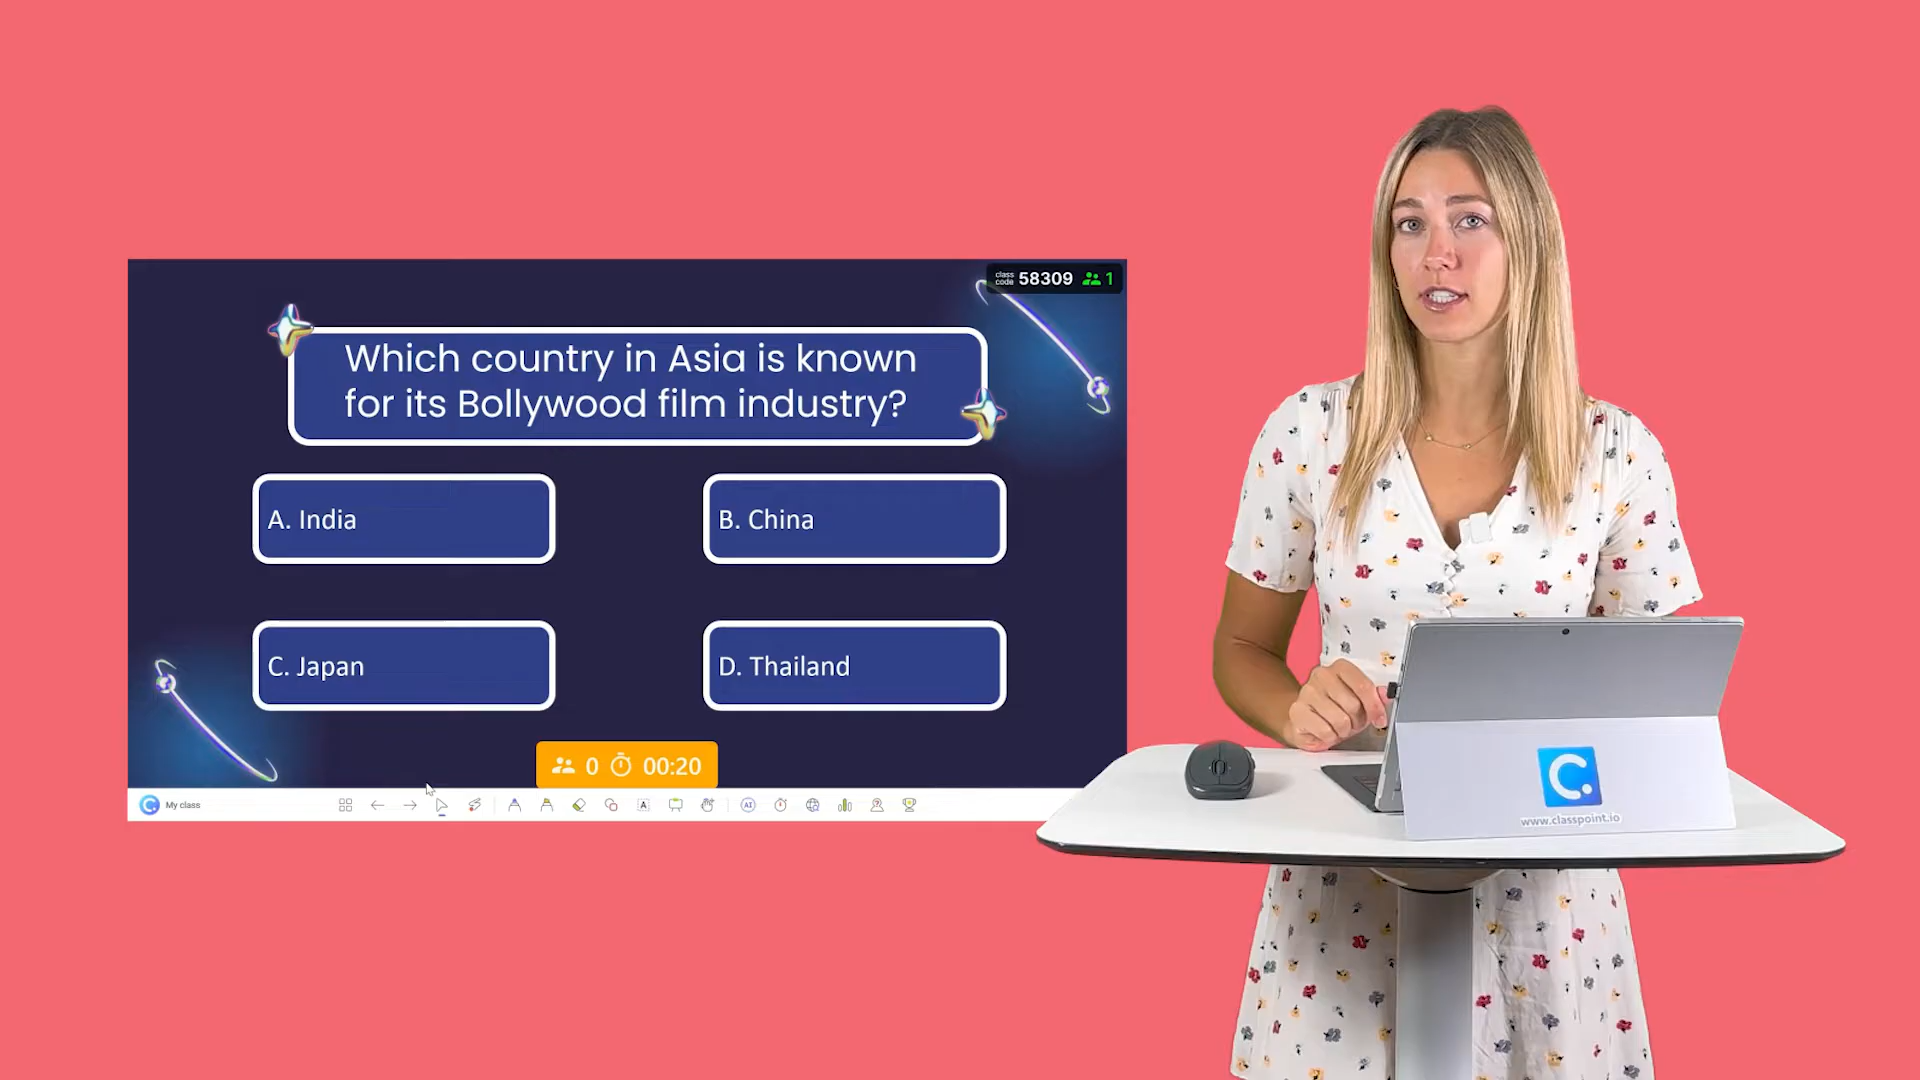 class code 58309 1
Which country in Asia is known
for its Bollywood film industry?
A. India
B. China
C. Japan
D. Thailand
0 00:20
My class
A
AI
C.
www.classpoint.io